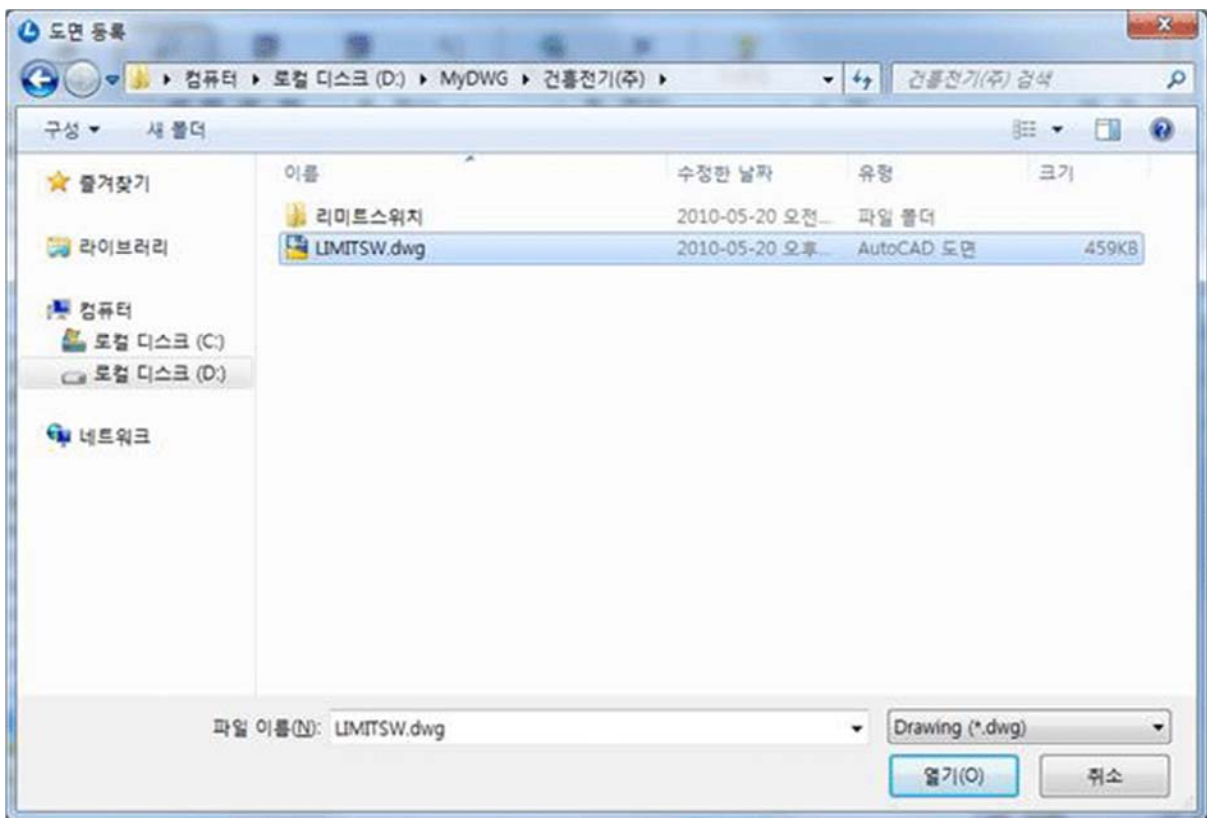 도면 등록
컴퓨터 ▸ 로컬 디스크 (D:) ▸ MyDWG ▸ 건흥전기(주) ▸
건흥전기(주) 검색
구성 새 폴더
즐겨찾기
라이브러리
컴퓨터
로컬 디스크 (C:)
로컬 디스크 (D:)
네트워크
이름 수정한 날짜 유형 크기
리미트스위치 2010-05-20 오전... 파일 폴더
LIMITSW.dwg 2010-05-20 오후... AutoCAD 도면 459KB
파일 이름(N): LIMITSW.dwg Drawing (*.dwg)
열기(O) 취소